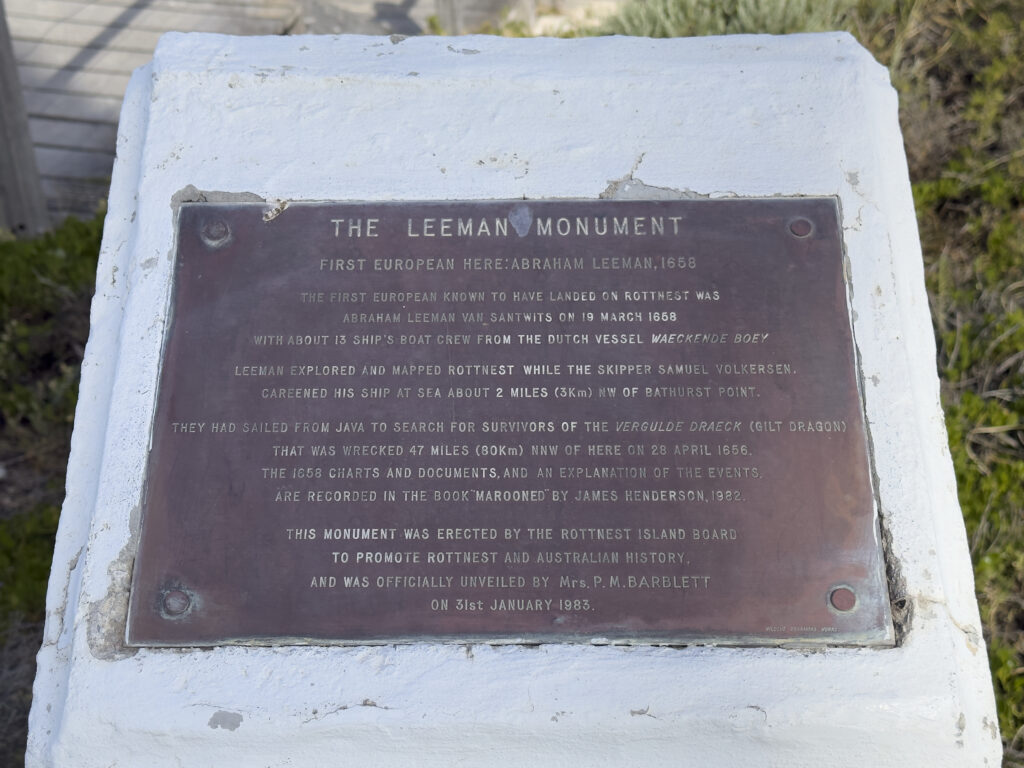 THE LEEMAN MONUMENT
FIRST EUROPEAN HERE: ABRAHAM LEEMAN, 1658
THE FIRST EUROPEAN KNOWN TO HAVE LANDED ON ROTTNEST WAS
ABRAHAM LEEMAN VAN SANTWITS ON 19 MARCH 1658
WITH ABOUT 13 SHIP'S BOAT CREW FROM THE DUTCH VESSEL WAECKENDE BOEY
LEEMAN EXPLORED AND MAPPED ROTTNEST WHILE THE SKIPPER SAMUEL VOLKERSEN.
CAREENED HIS SHIP AT SEA ABOUT 2 MILES (3Km) NW OF BATHURST POINT.
THEY HAD SAILED FROM JAVA TO SEARCH FOR SURVIVORS OF THE VERGULDE DRAECK (GILT DRAGON)
THAT WAS WRECKED 47 MILES (80Km) NNW OF HERE ON 28 APRIL 1656.
THE 1658 CHARTS AND DOCUMENTS, AND AN EXPLANATION OF THE EVENTS,
ARE RECORDED IN THE BOOK "MAROONED" BY JAMES HENDERSON, 1982.
THIS MONUMENT WAS ERECTED BY THE ROTTNEST ISLAND BOARD
TO PROMOTE ROTTNEST AND AUSTRALIAN HISTORY,
AND WAS OFFICIALLY UNVEILED BY Mrs. P. M. BARBLETT
ON 31st JANUARY 1983.